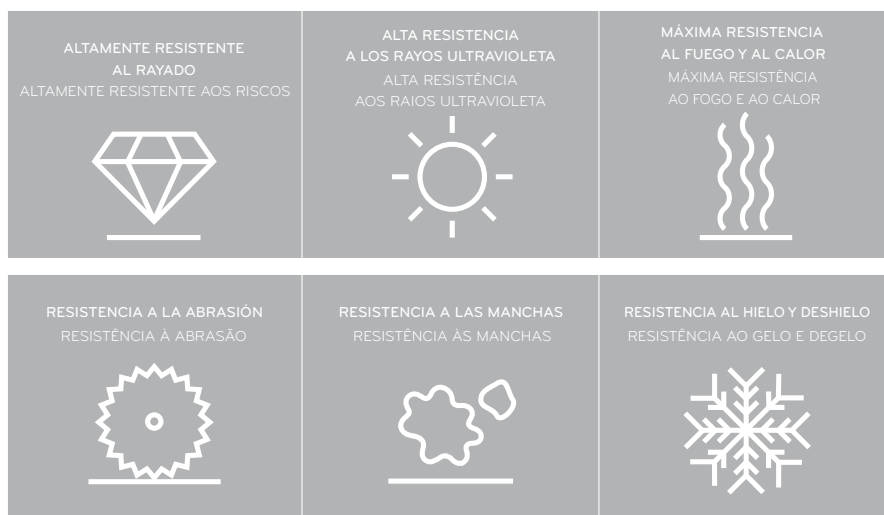 ALTAMENTE RESISTENTE
AL RAYADO
ALTAMENTE RESISTENTE AOS RISCOS
ALTA RESISTENCIA
A LOS RAYOS ULTRAVIOLETA
ALTA RESISTÊNCIA
AOS RAIOS ULTRAVIOLETA
MÁXIMA RESISTENCIA
AL FUEGO Y AL CALOR
MÁXIMA RESISTÊNCIA
AO FOGO E AO CALOR
RESISTENCIA A LA ABRASIÓN
RESISTÊNCIA À ABRASÃO
RESISTENCIA A LAS MANCHAS
RESISTÊNCIA ÀS MANCHAS
RESISTENCIA AL HIELO Y DESHIELO
RESISTÊNCIA AO GELO E DEGELO